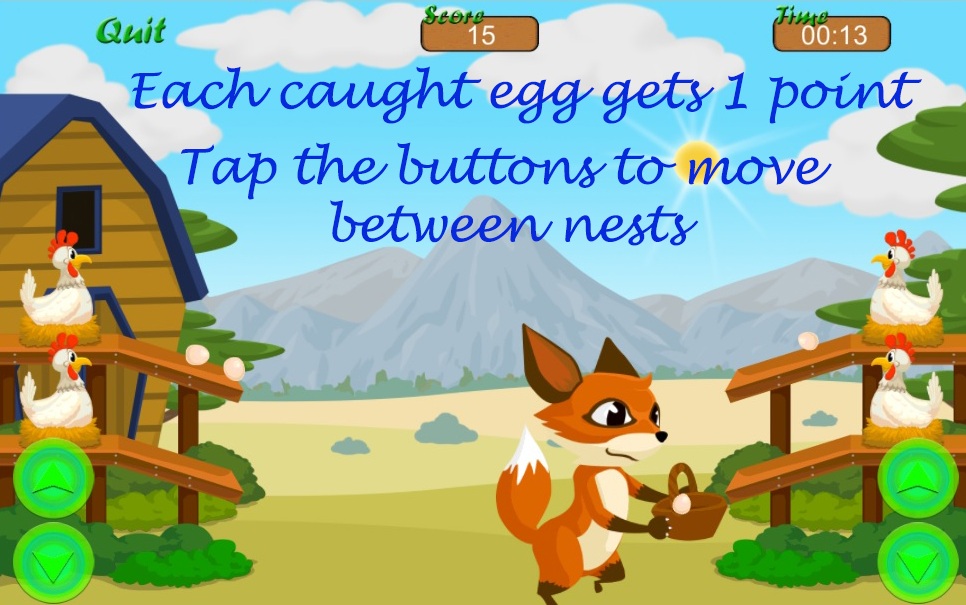 Quit
Score
15
Time
00:13
Each caught egg gets 1 point
Tap the buttons to move
between nests